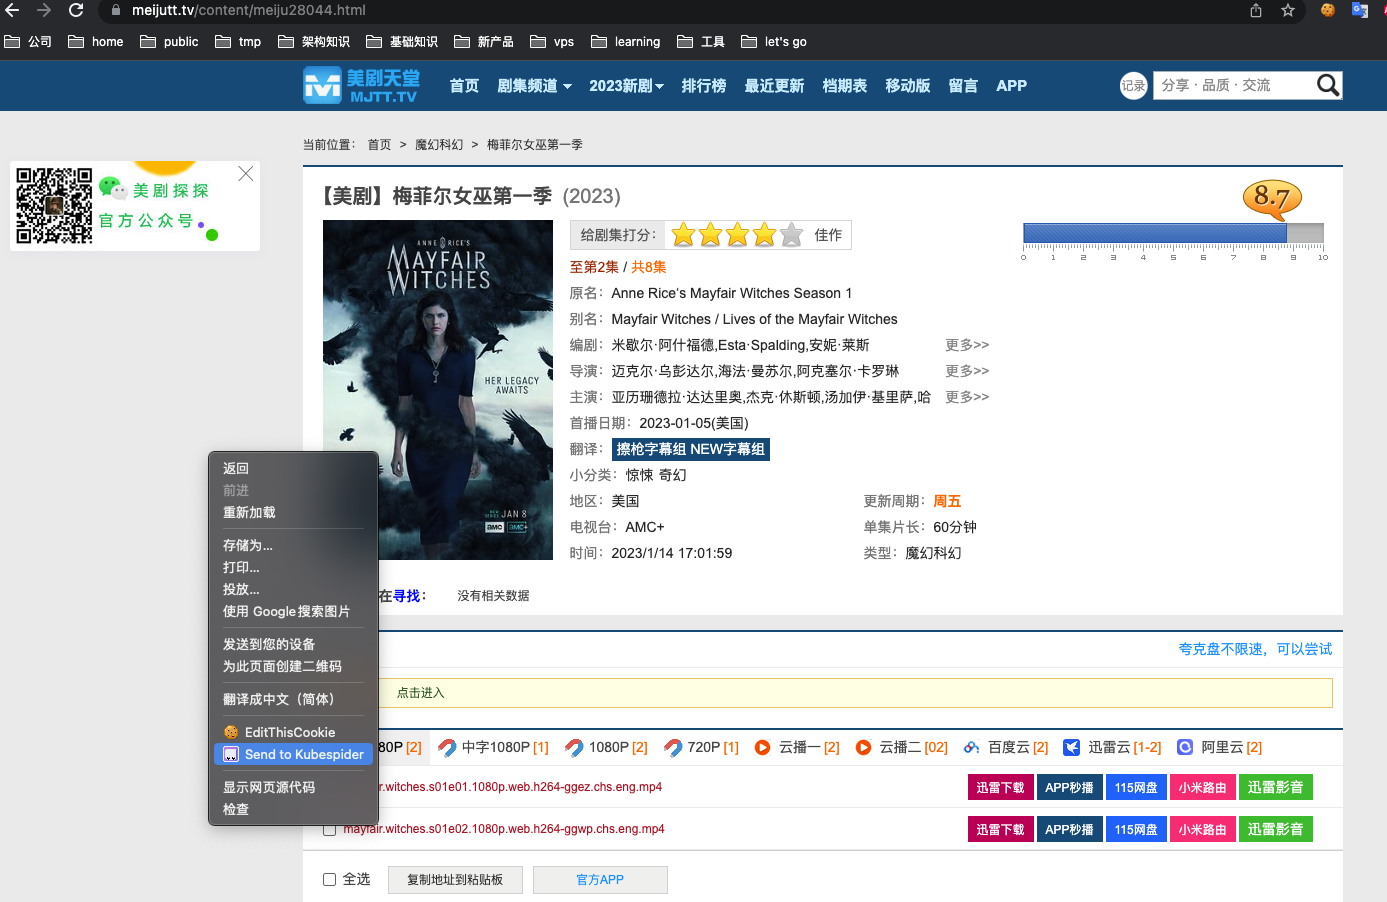 meijutt.tv/content/meiju28044.html
公司 home public tmp 架构知识 基础知识 新产品 vps learning 工具 let's go
美剧天堂 MJTT.TV 首页 剧集频道 2023新剧 排行榜 最近更新 档期表 移动版 留言 APP 记录 分享 · 品质 · 交流
当前位置： 首页 > 魔幻科幻 > 梅菲尔女巫第一季
美剧探探
官方公众号
【美剧】梅菲尔女巫第一季 (2023)
8.7
0 1 2 3 4 5 6 7 8 9 10
ANNE RICE'S
MAYFAIR
WITCHES
HER LEGACY
AWAITS
NEW SERIES JAN 8
AMC AMC+
给剧集打分： 佳作
至第2集 / 共8集
原名：Anne Rice's Mayfair Witches Season 1
别名：Mayfair Witches / Lives of the Mayfair Witches
编剧：米歇尔·阿什福德,Esta·Spalding,安妮·莱斯 更多>>
导演：迈克尔·乌彭达尔,海法·曼苏尔,阿克塞尔·卡罗琳 更多>>
主演：亚历珊德拉·达达里奥,杰克·休斯顿,汤加伊·基里萨,哈 更多>>
首播日期：2023-01-05(美国)
翻译：擦枪字幕组 NEW字幕组
小分类：惊悚 奇幻
地区：美国 更新周期：周五
电视台：AMC+ 单集片长：60分钟
时间：2023/1/14 17:01:59 类型：魔幻科幻
在寻找： 没有相关数据
返回
前进
重新加载
存储为...
打印...
投放...
使用 Google搜索图片
发送到您的设备
为此页面创建二维码
翻译成中文（简体）
EditThisCookie
Send to Kubespider
显示网页源代码
检查
夸克盘不限速，可以尝试
点击进入
80P [2] 中字1080P [1] 1080P [2] 720P [1] 云播一 [2] 云播二 [02] 百度云 [2] 迅雷云 [1-2] 阿里云 [2]
r.witches.s01e01.1080p.web.h264-ggez.chs.eng.mp4 迅雷下载 APP秒播 115网盘 小米路由 迅雷影音
mayfair.witches.s01e02.1080p.web.h264-ggwp.chs.eng.mp4 迅雷下载 APP秒播 115网盘 小米路由 迅雷影音
全选 复制地址到粘贴板 官方APP